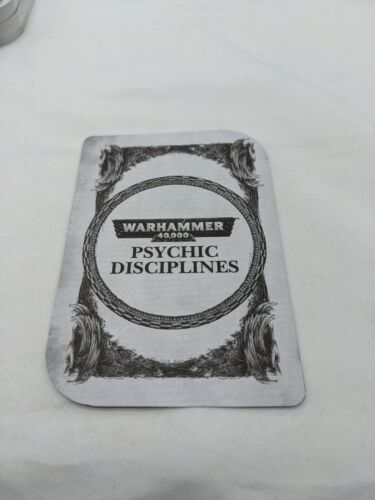 WARHAMMER
40,000
PSYCHIC
DISCIPLINES